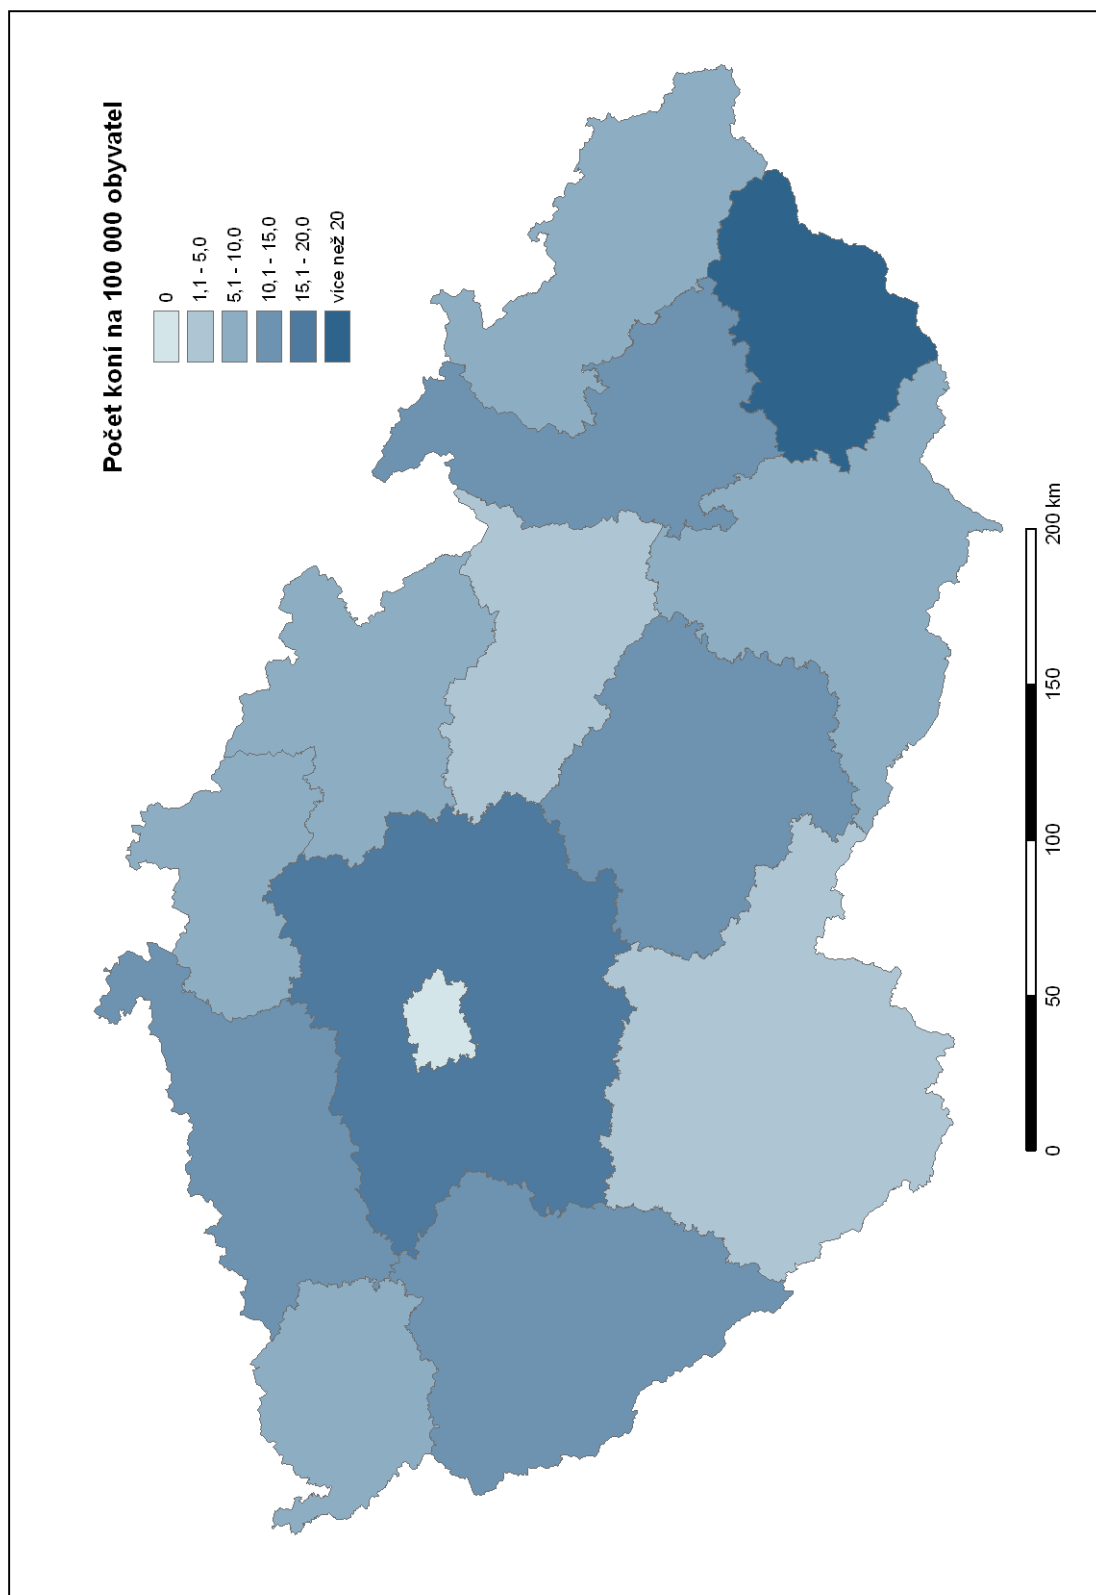 Počet koní na 100 000 obyvatel
0
1,1 - 5,0
5,1 - 10,0
10,1 - 15,0
15,1 - 20,0
více než 20
0 50 100 150 200 km